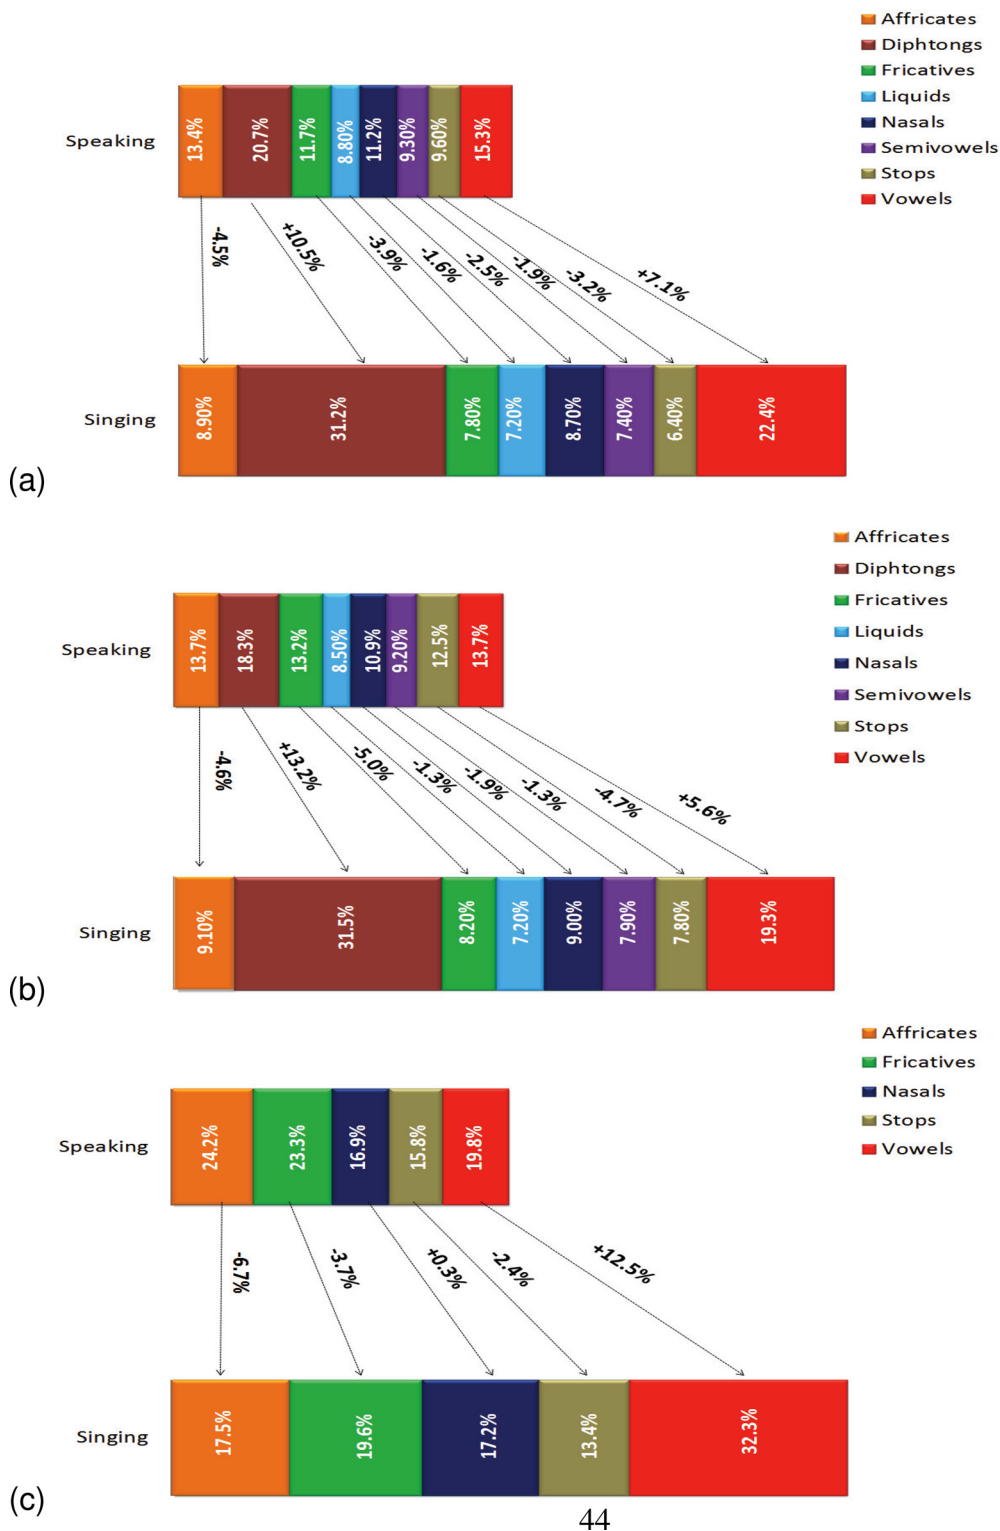 Affricates
Diphtongs
Fricatives
Liquids
Nasals
Semivowels
Stops
Vowels
Speaking
13.4% 20.7% 11.7% 8.80% 11.2% 9.30% 9.60% 15.3%
-4.5% +10.5% -3.9% -1.6% -2.5% -1.9% -3.2% +7.1%
Singing
8.90% 31.2% 7.80% 7.20% 8.70% 7.40% 6.40% 22.4%
(a)
Affricates
Diphtongs
Fricatives
Liquids
Nasals
Semivowels
Stops
Vowels
Speaking
13.7% 18.3% 13.2% 8.50% 10.9% 9.20% 12.5% 13.7%
-4.6% +13.2% -5.0% -1.3% -1.9% -1.3% -4.7% +5.6%
Singing
9.10% 31.5% 8.20% 7.20% 9.00% 7.90% 7.80% 19.3%
(b)
Affricates
Fricatives
Nasals
Stops
Vowels
Speaking
24.2% 23.3% 16.9% 15.8% 19.8%
-6.7% -3.7% +0.3% -2.4% +12.5%
Singing
17.5% 19.6% 17.2% 13.4% 32.3%
(c)
44